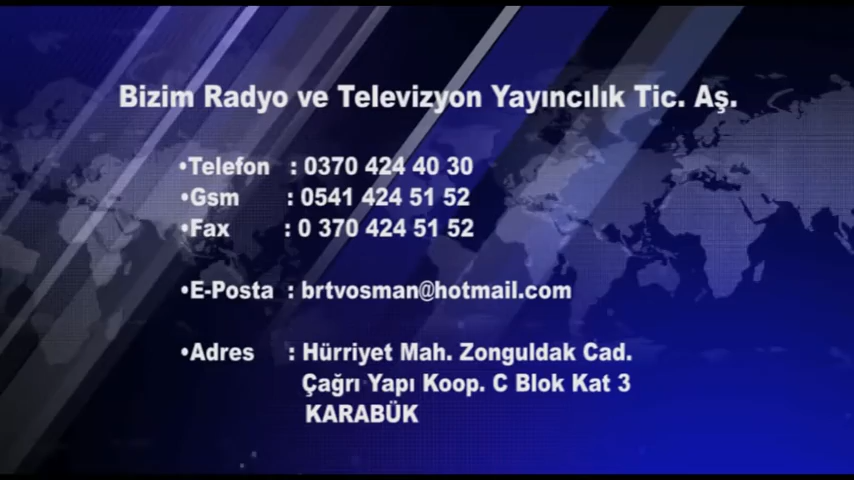 Bizim Radyo ve Televizyon Yayıncılık Tic. Aş.
•Telefon : 0370 424 40 30
•Gsm : 0541 424 51 52
•Fax : 0 370 424 51 52
•E-Posta : brtvosman@hotmail.com
•Adres : Hürriyet Mah. Zonguldak Cad.
Çağrı Yapı Koop. C Blok Kat 3
KARABÜK